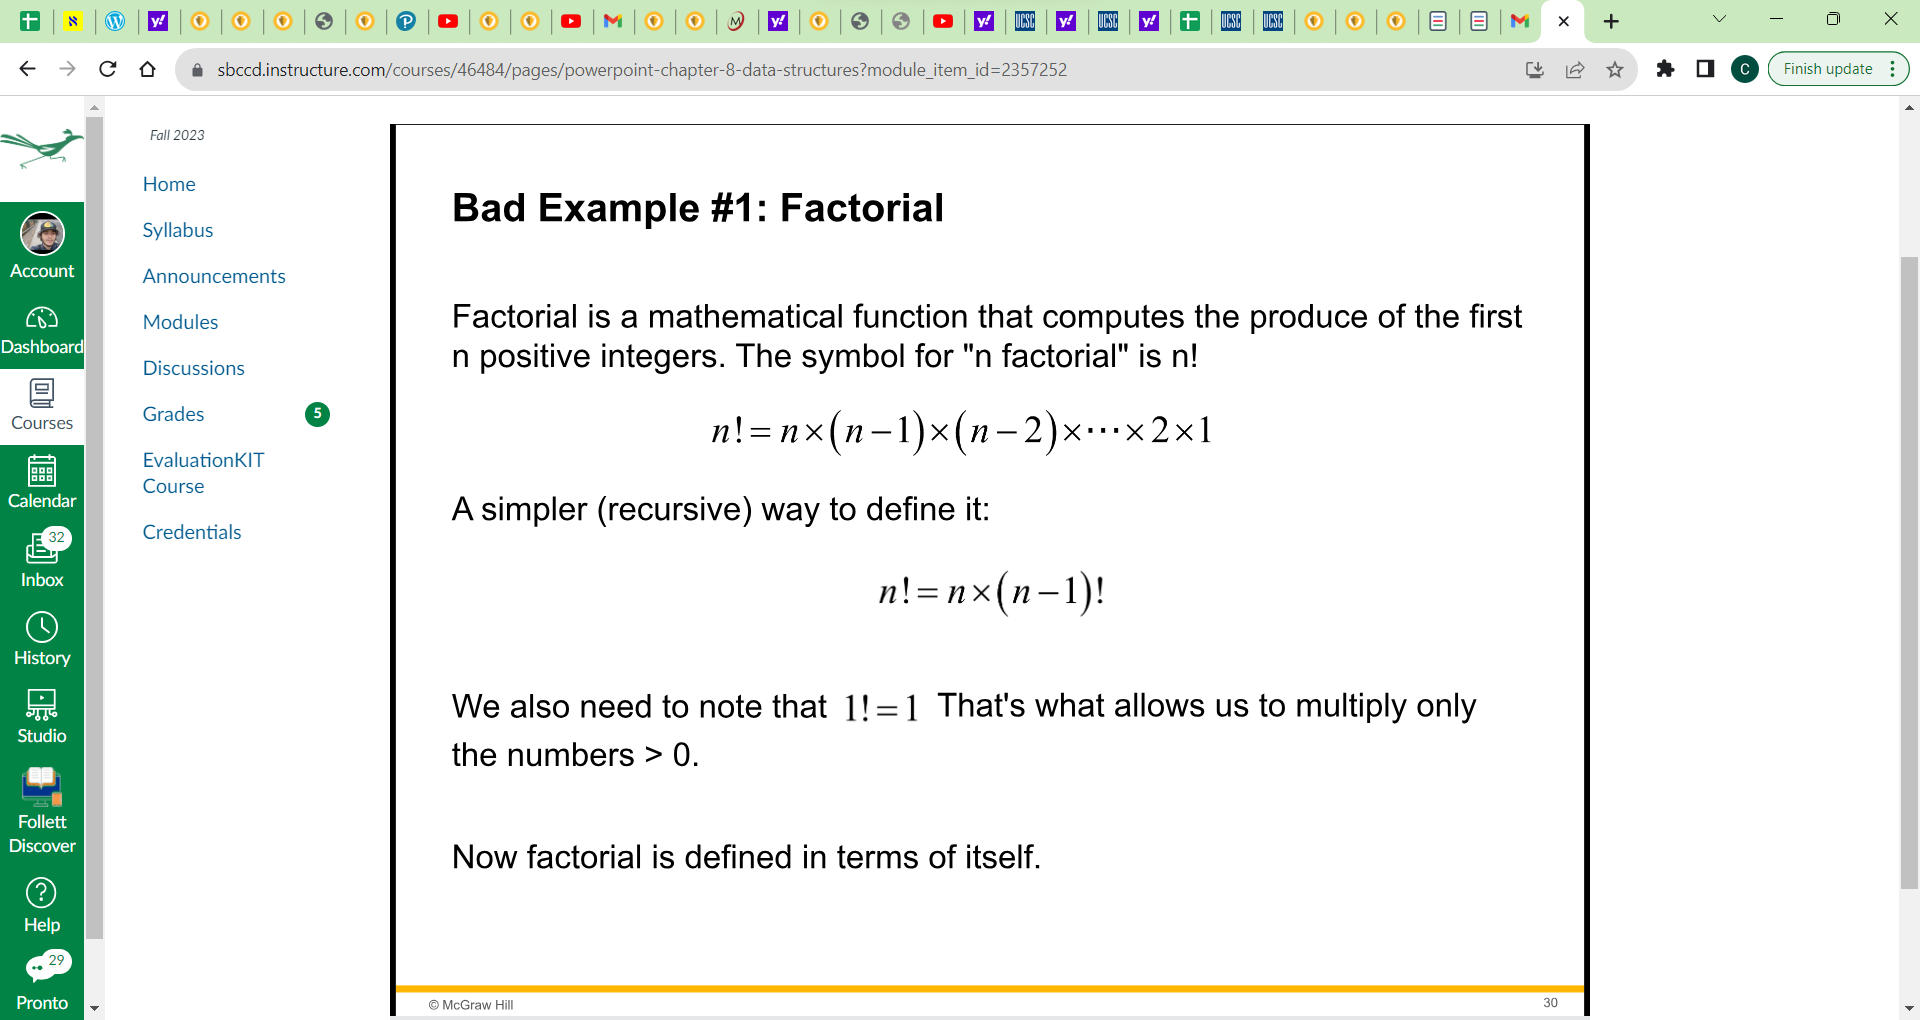 sbccd.instructure.com/courses/46484/pages/powerpoint-chapter-8-data-structures?module_item_id=2357252
C
Finish update
Account
Dashboard
Courses
Calendar
32
Inbox
History
Studio
Follett
Discover
Help
29
Pronto
Fall 2023
Home
Syllabus
Announcements
Modules
Discussions
Grades
5
EvaluationKIT
Course
Credentials
Bad Example #1: Factorial
Factorial is a mathematical function that computes the produce of the first
n positive integers. The symbol for "n factorial" is n!
n! = n × (n − 1) × (n − 2) × ⋯ × 2 × 1
A simpler (recursive) way to define it:
n! = n × (n − 1)!
We also need to note that 1! = 1 That's what allows us to multiply only
the numbers > 0.
Now factorial is defined in terms of itself.
© McGraw Hill
30